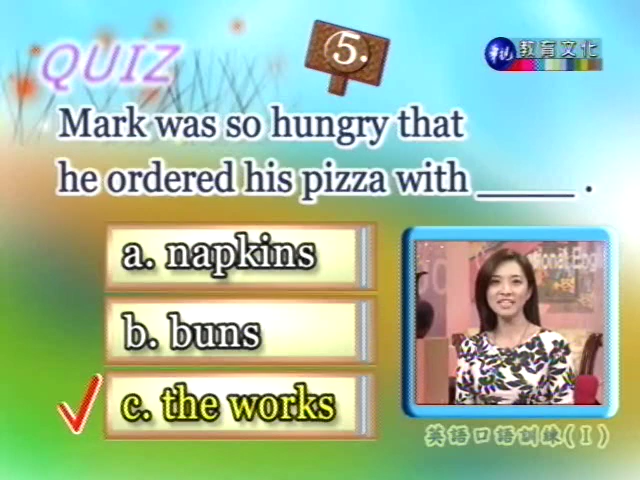 QUIZ
5.
華視 教育文化
Mark was so hungry that
he ordered his pizza with _____ .
a. napkins
b. buns
c. the works
英語口語訓練(I)